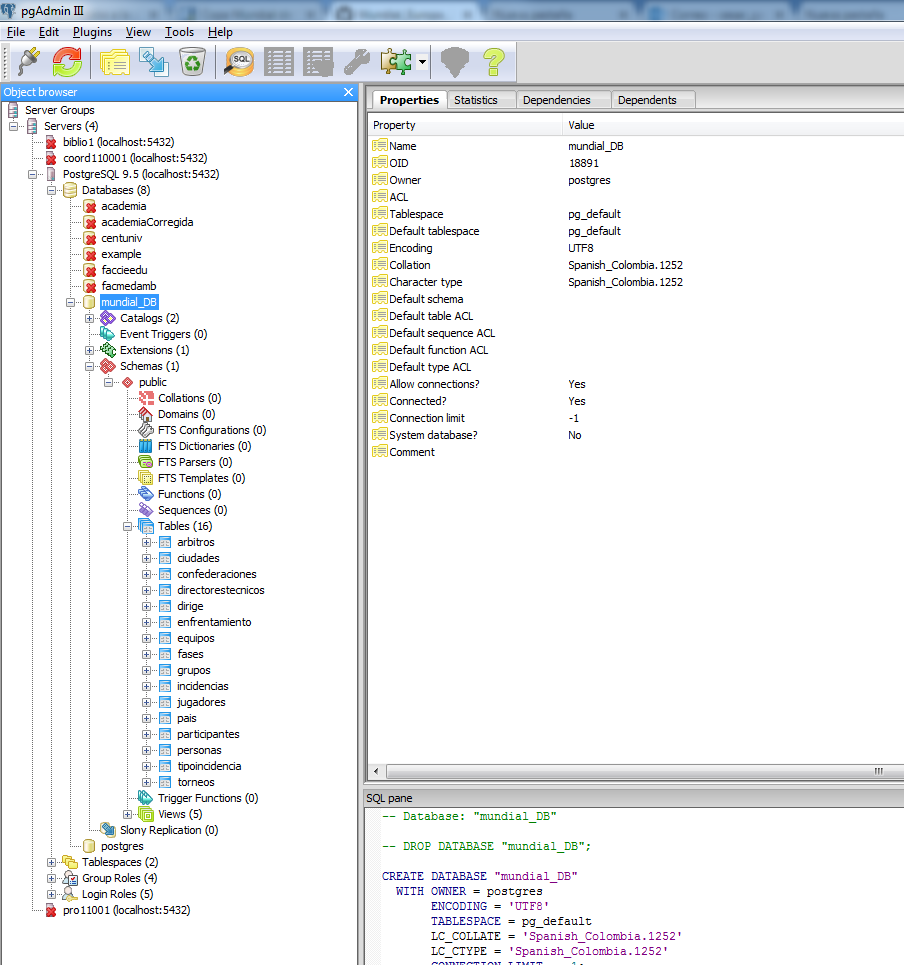 pgAdmin III
File Edit Plugins View Tools Help
SQL
Object browser
Server Groups
Servers (4)
biblio1 (localhost:5432)
coord110001 (localhost:5432)
PostgreSQL 9.5 (localhost:5432)
Databases (8)
academia
academiaCorregida
centuniv
example
faccieedu
facmedamb
mundial_DB
Catalogs (2)
Event Triggers (0)
Extensions (1)
Schemas (1)
public
Collations (0)
Domains (0)
FTS Configurations (0)
FTS Dictionaries (0)
FTS Parsers (0)
FTS Templates (0)
Functions (0)
Sequences (0)
Tables (16)
arbitros
ciudades
confederaciones
directorestecnicos
dirige
enfrentamiento
equipos
fases
grupos
incidencias
jugadores
pais
participantes
personas
tipoincidencia
torneos
Trigger Functions (0)
Views (5)
Slony Replication (0)
postgres
Tablespaces (2)
Group Roles (4)
Login Roles (5)
pro11001 (localhost:5432)
Properties Statistics Dependencies Dependents
Property Value
Name mundial_DB
OID 18891
Owner postgres
ACL
Tablespace pg_default
Default tablespace pg_default
Encoding UTF8
Collation Spanish_Colombia.1252
Character type Spanish_Colombia.1252
Default schema
Default table ACL
Default sequence ACL
Default function ACL
Default type ACL
Allow connections? Yes
Connected? Yes
Connection limit -1
System database? No
Comment
SQL pane
-- Database: "mundial_DB"
-- DROP DATABASE "mundial_DB";
CREATE DATABASE "mundial_DB"
WITH OWNER = postgres
ENCODING = 'UTF8'
TABLESPACE = pg_default
LC_COLLATE = 'Spanish_Colombia.1252'
LC_CTYPE = 'Spanish_Colombia.1252'